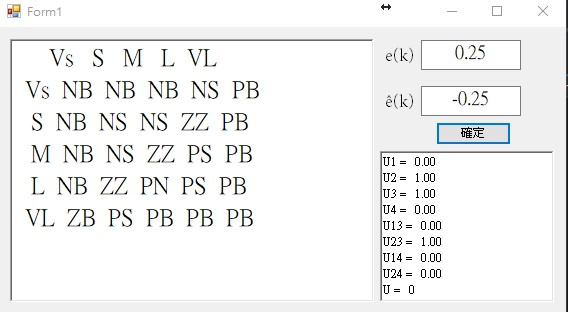 Form1
Vs S M L VL
Vs NB NB NB NS PB
S NB NS NS ZZ PB
M NB NS ZZ PS PB
L NB ZZ PN PS PB
VL ZB PS PB PB PB
e(k) 0.25
ê(k) -0.25
確定
U1 = 0.00
U2 = 1.00
U3 = 1.00
U4 = 0.00
U13 = 0.00
U23 = 1.00
U14 = 0.00
U24 = 0.00
U = 0